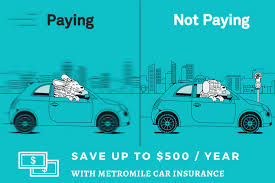 Paying
Not Paying
$
SAVE UP TO $500 / YEAR
WITH METROMILE CAR INSURANCE